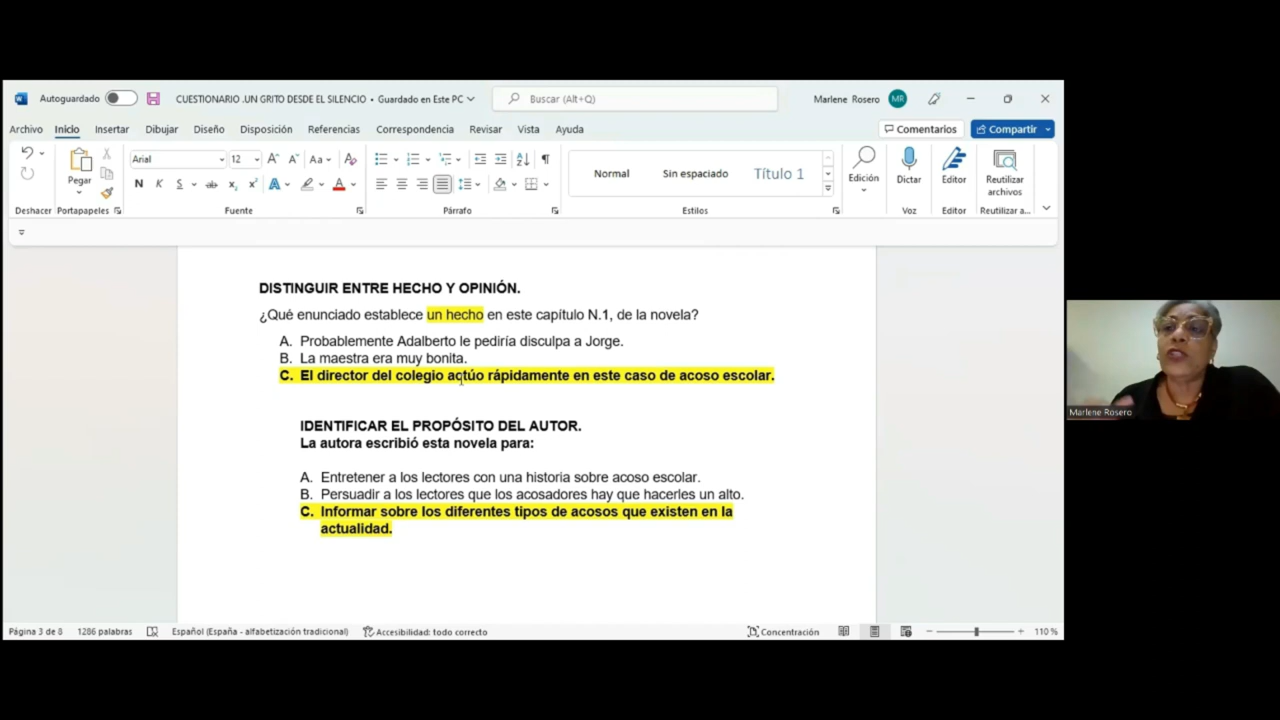 Autoguardado
CUESTIONARIO .UN GRITO DESDE EL SILENCIO • Guardado en Este PC
Buscar (Alt+Q)
Marlene Rosero
MR
Archivo Inicio Insertar Dibujar Diseño Disposición Referencias Correspondencia Revisar Vista Ayuda
Comentarios Compartir
Pegar
Arial 12
N K S
Normal Sin espaciado Título 1
Edición Dictar Editor Reutilizar archivos
Deshacer Portapapeles Fuente Párrafo Estilos Voz Editor Reutilizar a...
DISTINGUIR ENTRE HECHO Y OPINIÓN.
¿Qué enunciado establece un hecho en este capítulo N.1, de la novela?
A. Probablemente Adalberto le pediría disculpa a Jorge.
B. La maestra era muy bonita.
C. El director del colegio actúo rápidamente en este caso de acoso escolar.
IDENTIFICAR EL PROPÓSITO DEL AUTOR.
La autora escribió esta novela para:
A. Entretener a los lectores con una historia sobre acoso escolar.
B. Persuadir a los lectores que los acosadores hay que hacerles un alto.
C. Informar sobre los diferentes tipos de acosos que existen en la
actualidad.
Marlene Rosero
Página 3 de 8 1286 palabras Español (España - alfabetización tradicional) Accesibilidad: todo correcto Concentración 110 %